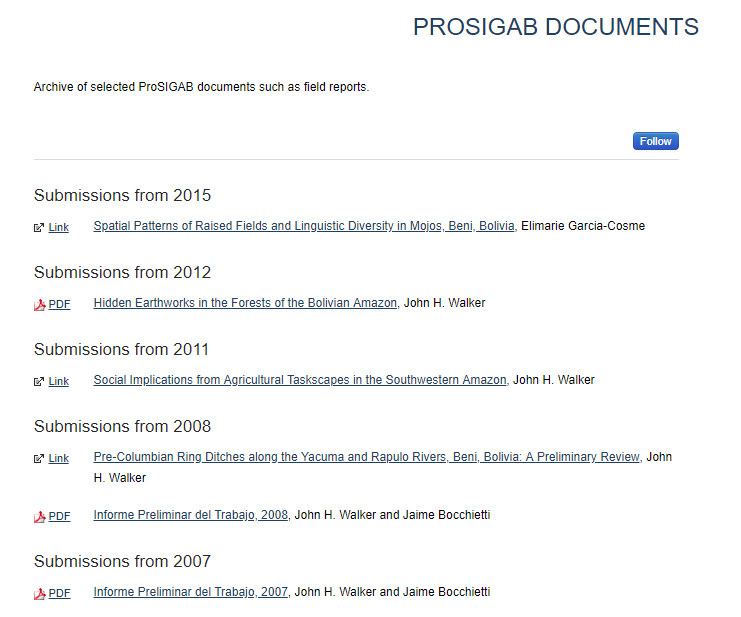 PROSIGAB DOCUMENTS
Archive of selected ProSIGAB documents such as field reports.
Follow
Submissions from 2015
Link Spatial Patterns of Raised Fields and Linguistic Diversity in Mojos, Beni, Bolivia, Elimarie Garcia-Cosme
Submissions from 2012
PDF Hidden Earthworks in the Forests of the Bolivian Amazon, John H. Walker
Submissions from 2011
Link Social Implications from Agricultural Taskscapes in the Southwestern Amazon, John H. Walker
Submissions from 2008
Link Pre-Columbian Ring Ditches along the Yacuma and Rapulo Rivers, Beni, Bolivia: A Preliminary Review, John
H. Walker
PDF Informe Preliminar del Trabajo, 2008, John H. Walker and Jaime Bocchietti
Submissions from 2007
PDF Informe Preliminar del Trabajo, 2007, John H. Walker and Jaime Bocchietti